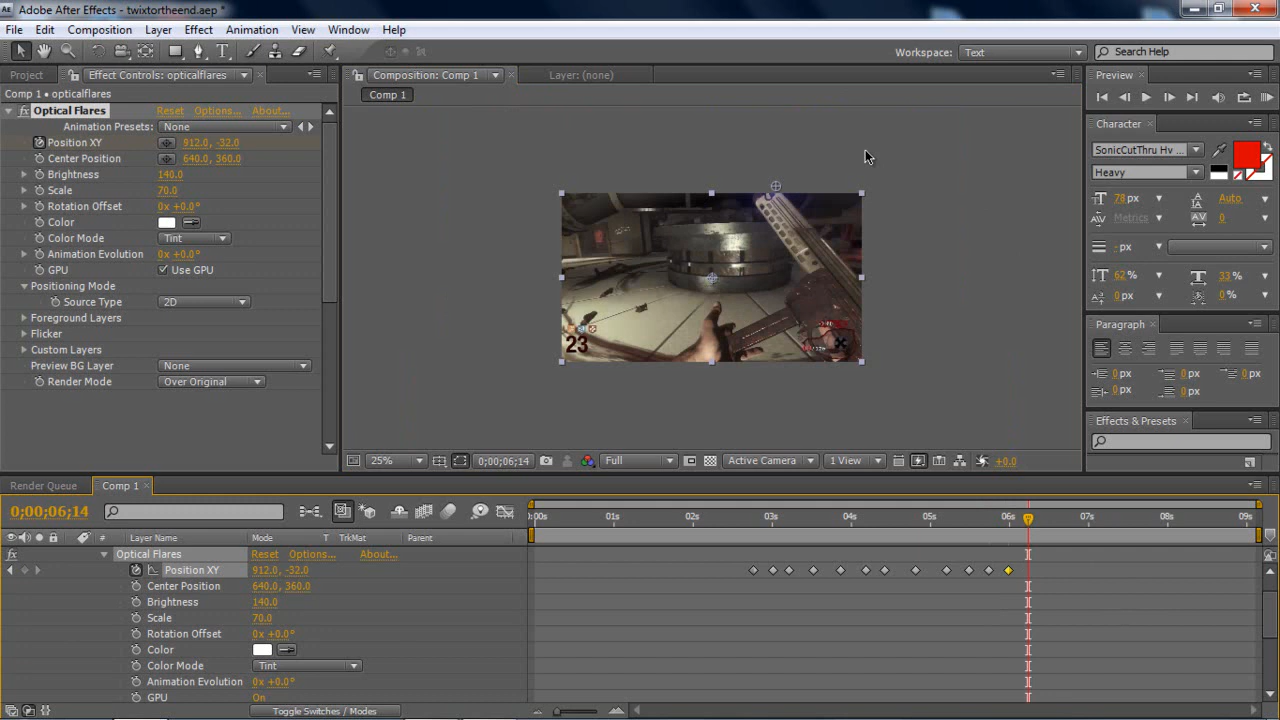 Adobe After Effects - twixtortheend.aep *
File Edit Composition Layer Effect Animation View Window Help
Workspace: Text Search Help
Project Effect Controls: opticalflares
Comp 1 • opticalflares
Optical Flares Reset Options... About...
Animation Presets: None
Position XY 912.0, -32.0
Center Position 640.0, 360.0
Brightness 140.0
Scale 70.0
Rotation Offset 0x +0.0°
Color
Color Mode Tint
Animation Evolution 0x +0.0°
GPU Use GPU
Positioning Mode
Source Type 2D
Foreground Layers
Flicker
Custom Layers
Preview BG Layer None
Render Mode Over Original
Composition: Comp 1 Layer: (none)
Comp 1
23
25% 0;00;06;14 Full Active Camera 1 View +0.0
Preview
Character
SonicCutThru Hv ...
Heavy
78 px Auto
Metrics 0
- px
62 % 33 %
0 px 0 %
Paragraph
0 px 0 px 0 px
0 px 0 px
Effects & Presets
Render Queue Comp 1
0;00;06;14
:00s 01s 02s 03s 04s 05s 06s 07s 08s 09s
# Layer Name Mode T TrkMat Parent
Optical Flares Reset Options... About...
Position XY 912.0, -32.0
Center Position 640.0, 360.0
Brightness 140.0
Scale 70.0
Rotation Offset 0x +0.0°
Color
Color Mode Tint
Animation Evolution 0x +0.0°
GPU On
Toggle Switches / Modes